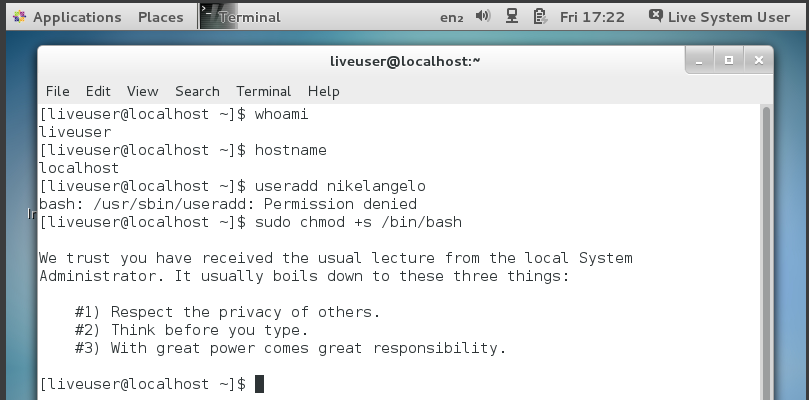 Applications Places Terminal en₂ Fri 17:22 Live System User
liveuser@localhost:~
File Edit View Search Terminal Help
[liveuser@localhost ~]$ whoami
liveuser
[liveuser@localhost ~]$ hostname
localhost
[liveuser@localhost ~]$ useradd nikelangelo
bash: /usr/sbin/useradd: Permission denied
[liveuser@localhost ~]$ sudo chmod +s /bin/bash
We trust you have received the usual lecture from the local System
Administrator. It usually boils down to these three things:
#1) Respect the privacy of others.
#2) Think before you type.
#3) With great power comes great responsibility.
[liveuser@localhost ~]$